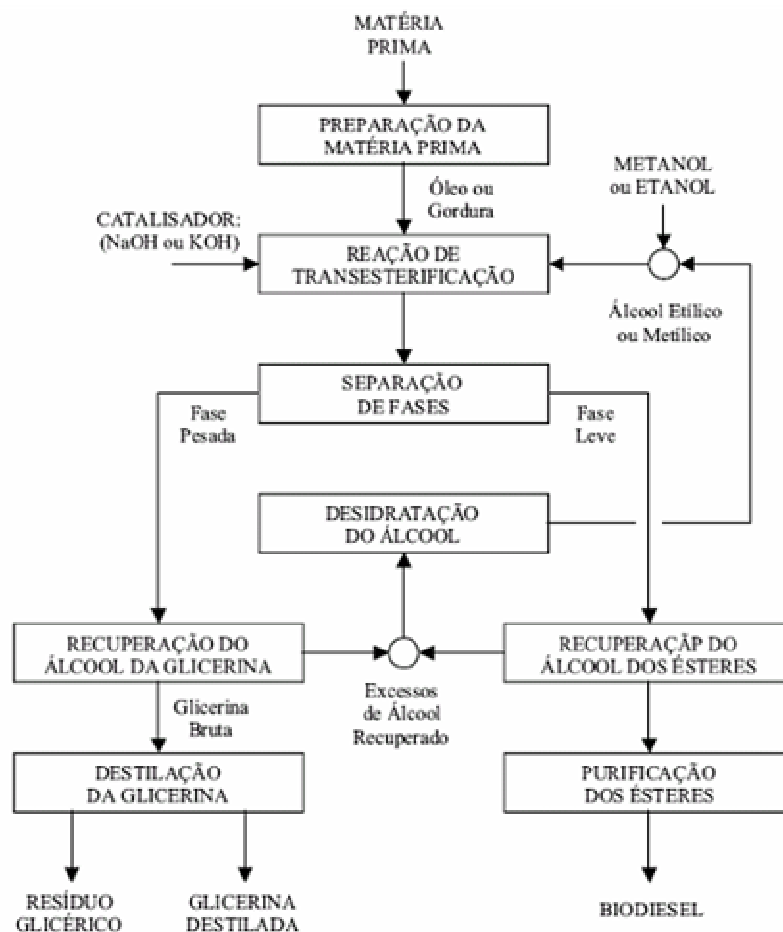 MATÉRIA
PRIMA
PREPARAÇÃO DA
MATÉRIA PRIMA
METANOL
ou ETANOL
Óleo ou
Gordura
CATALISADOR:
(NaOH ou KOH)
REAÇÃO DE
TRANSESTERIFICAÇÃO
Álcool Etílico
ou Metílico
SEPARAÇÃO
DE FASES
Fase
Pesada
Fase
Leve
DESIDRATAÇÃO
DO ÁLCOOL
RECUPERAÇÃO DO
ÁLCOOL DA GLICERINA
RECUPERAÇÃP DO
ÁLCOOL DOS ÉSTERES
Glicerina
Bruta
Excessos
de Álcool
Recuperado
DESTILAÇÃO
DA GLICERINA
PURIFICAÇÃO
DOS ÉSTERES
RESÍDUO
GLICÉRICO
GLICERINA
DESTILADA
BIODIESEL